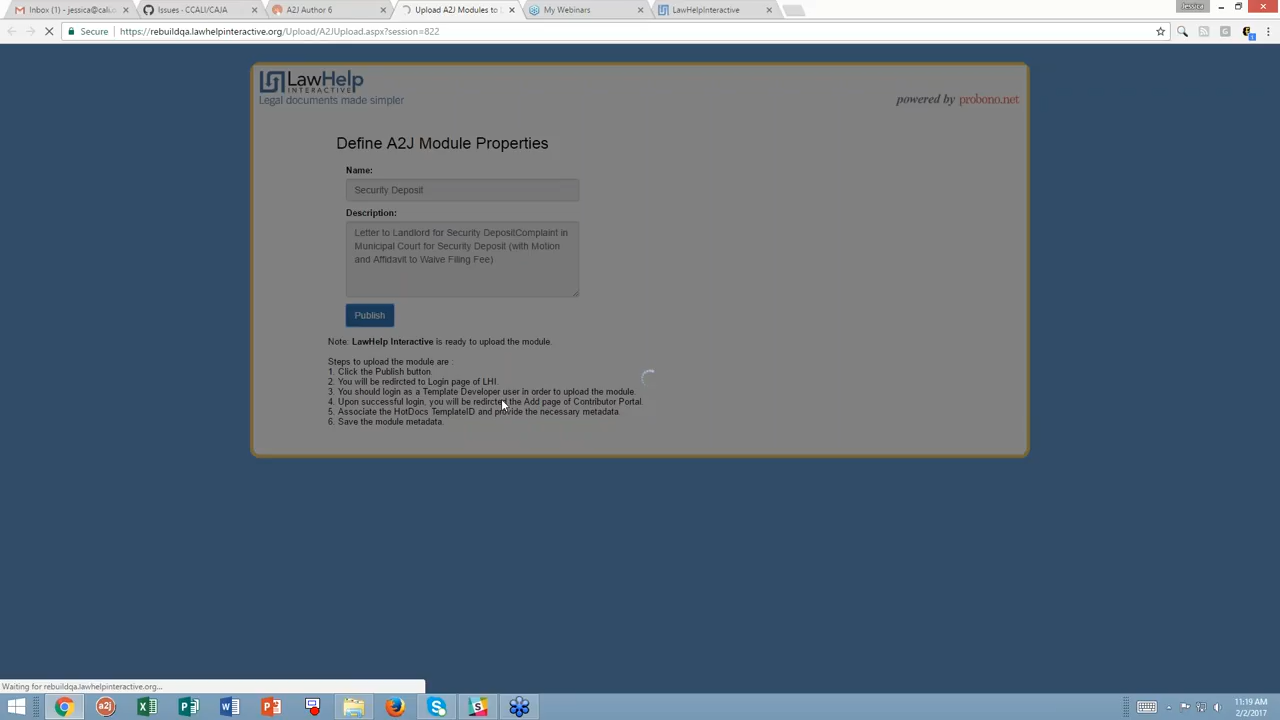 Inbox (1) - jessica@cali.o
Issues · CCALI/CAJA
A2J Author 6
Upload A2J Modules to
My Webinars
LawHelpInteractive
Jessica
Secure
https://rebuildqa.lawhelpinteractive.org/Upload/A2JUpload.aspx?session=822
LawHelp
INTERACTIVE
Legal documents made simpler
powered by probono.net
Define A2J Module Properties
Name:
Security Deposit
Description:
Letter to Landlord for Security DepositComplaint in
Municipal Court for Security Deposit (with Motion
and Affidavit to Waive Filing Fee)
Publish
Note: LawHelp Interactive is ready to upload the module.
Steps to upload the module are :
1. Click the Publish button.
2. You will be redircted to Login page of LHI.
3. You should login as a Template Developer user in order to upload the module.
4. Upon successful login, you will be redircted the Add page of Contributor Portal.
5. Associate the HotDocs TemplateID and provide the necessary metadata.
6. Save the module metadata.
Waiting for rebuildqa.lawhelpinteractive.org...
a2j
11:19 AM
2/2/2017